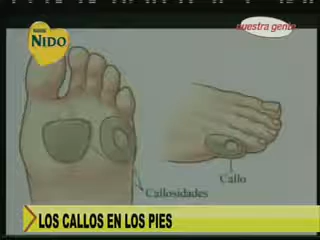 NIDO
nuestra gente
Callo
Callosidades
LOS CALLOS EN LOS PIES